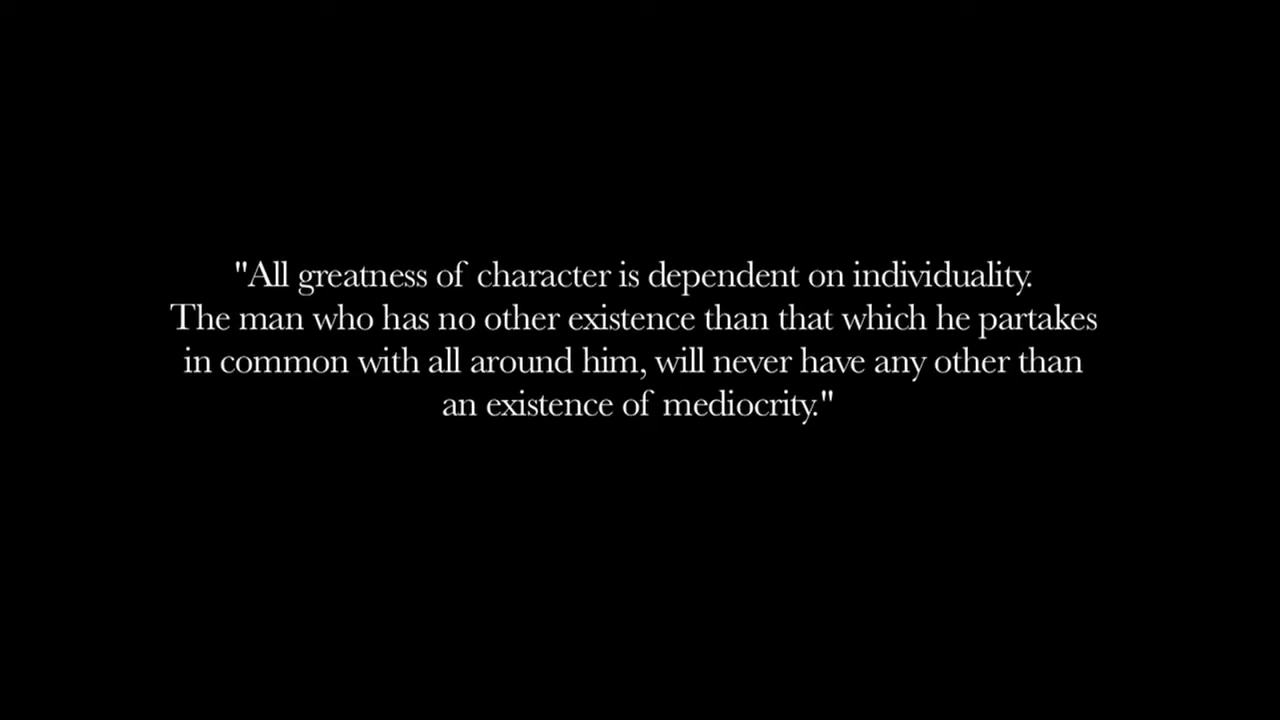 "All greatness of character is dependent on individuality.
The man who has no other existence than that which he partakes
in common with all around him, will never have any other than
an existence of mediocrity."